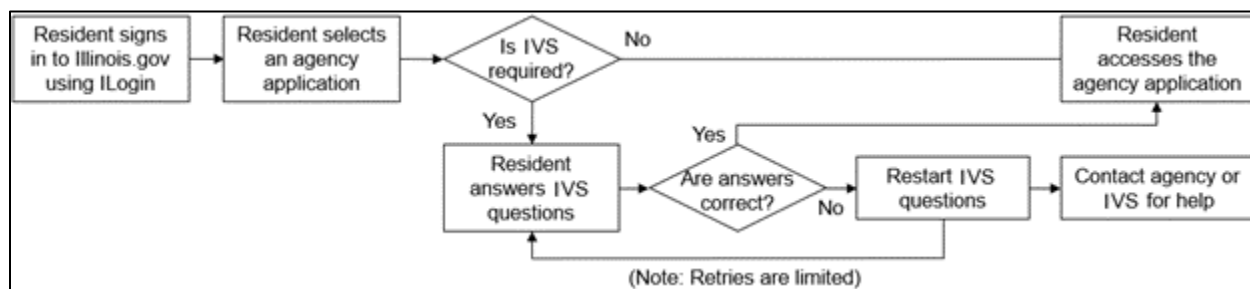 Resident signs
in to Illinois.gov
using ILogin
Resident selects
an agency
application
Is IVS
required?
No
Resident
accesses the
agency application
Yes
Resident
answers IVS
questions
Are answers
correct?
Yes
No
Restart IVS
questions
Contact agency or
IVS for help
(Note: Retries are limited)